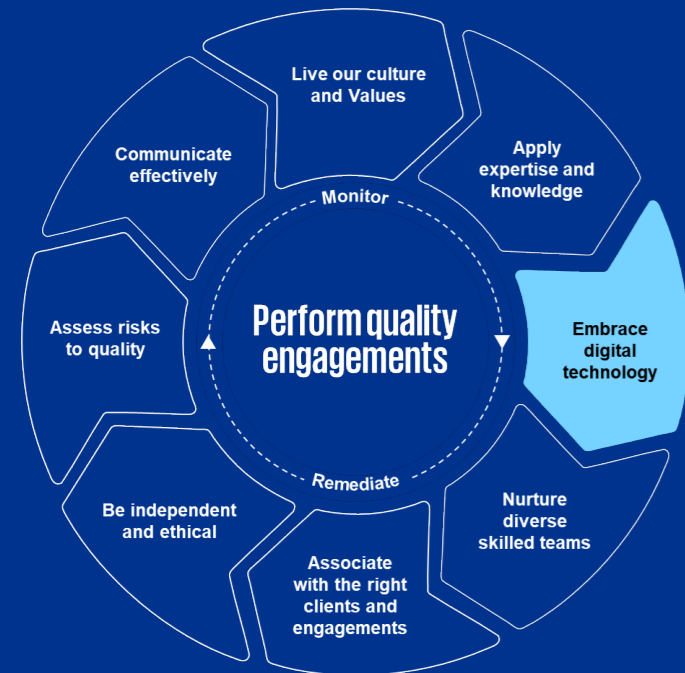 Live our culture
and Values
Apply
expertise and
knowledge
Embrace
digital
technology
Nurture
diverse
skilled teams
Associate
with the right
clients and
engagements
Be independent
and ethical
Assess risks
to quality
Communicate
effectively
Monitor
Perform quality
engagements
Remediate